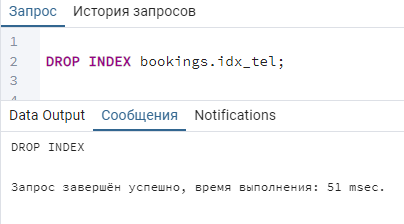 Запрос История запросов
1
2 DROP INDEX bookings.idx_tel;
3
4
Data Output Сообщения Notifications
DROP INDEX
Запрос завершён успешно, время выполнения: 51 msec.